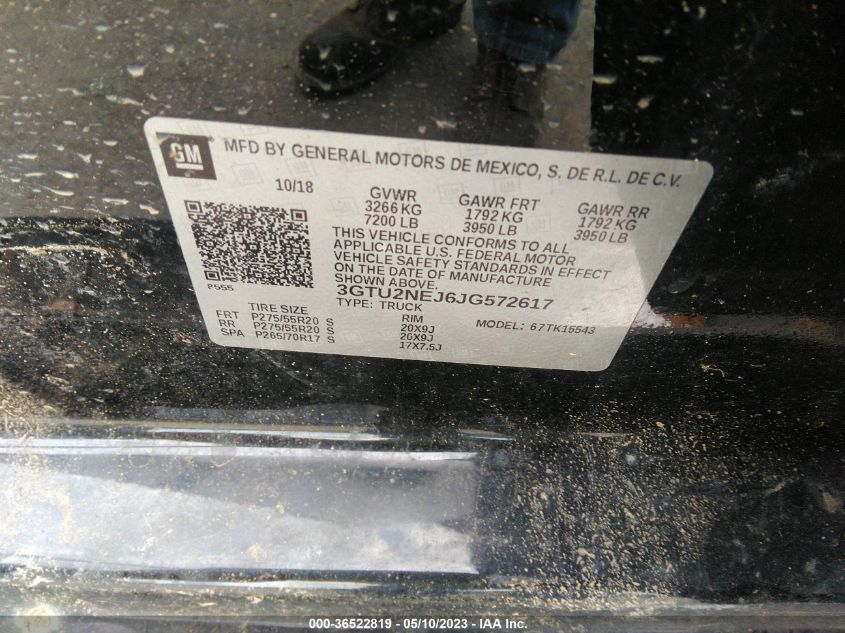 GM
MFD BY GENERAL MOTORS DE MEXICO, S. DE R.L. DE C.V.
10/18
GVWR GAWR FRT GAWR RR
3266 KG 1792 KG 1792 KG
7200 LB 3950 LB 3950 LB
THIS VEHICLE CONFORMS TO ALL
APPLICABLE U.S. FEDERAL MOTOR
VEHICLE SAFETY STANDARDS IN EFFECT
ON THE DATE OF MANUFACTURE
SHOWN ABOVE.
P555
3GTU2NEJ6JG572617
TYPE: TRUCK
MODEL: 67TK15543
TIRE SIZE RIM
FRT P275/55R20 S 20X9J
RR P275/55R20 S 20X9J
SPA P265/70R17 S 17X7.5J
000-36522819 - 05/10/2023 - © IAA Inc.